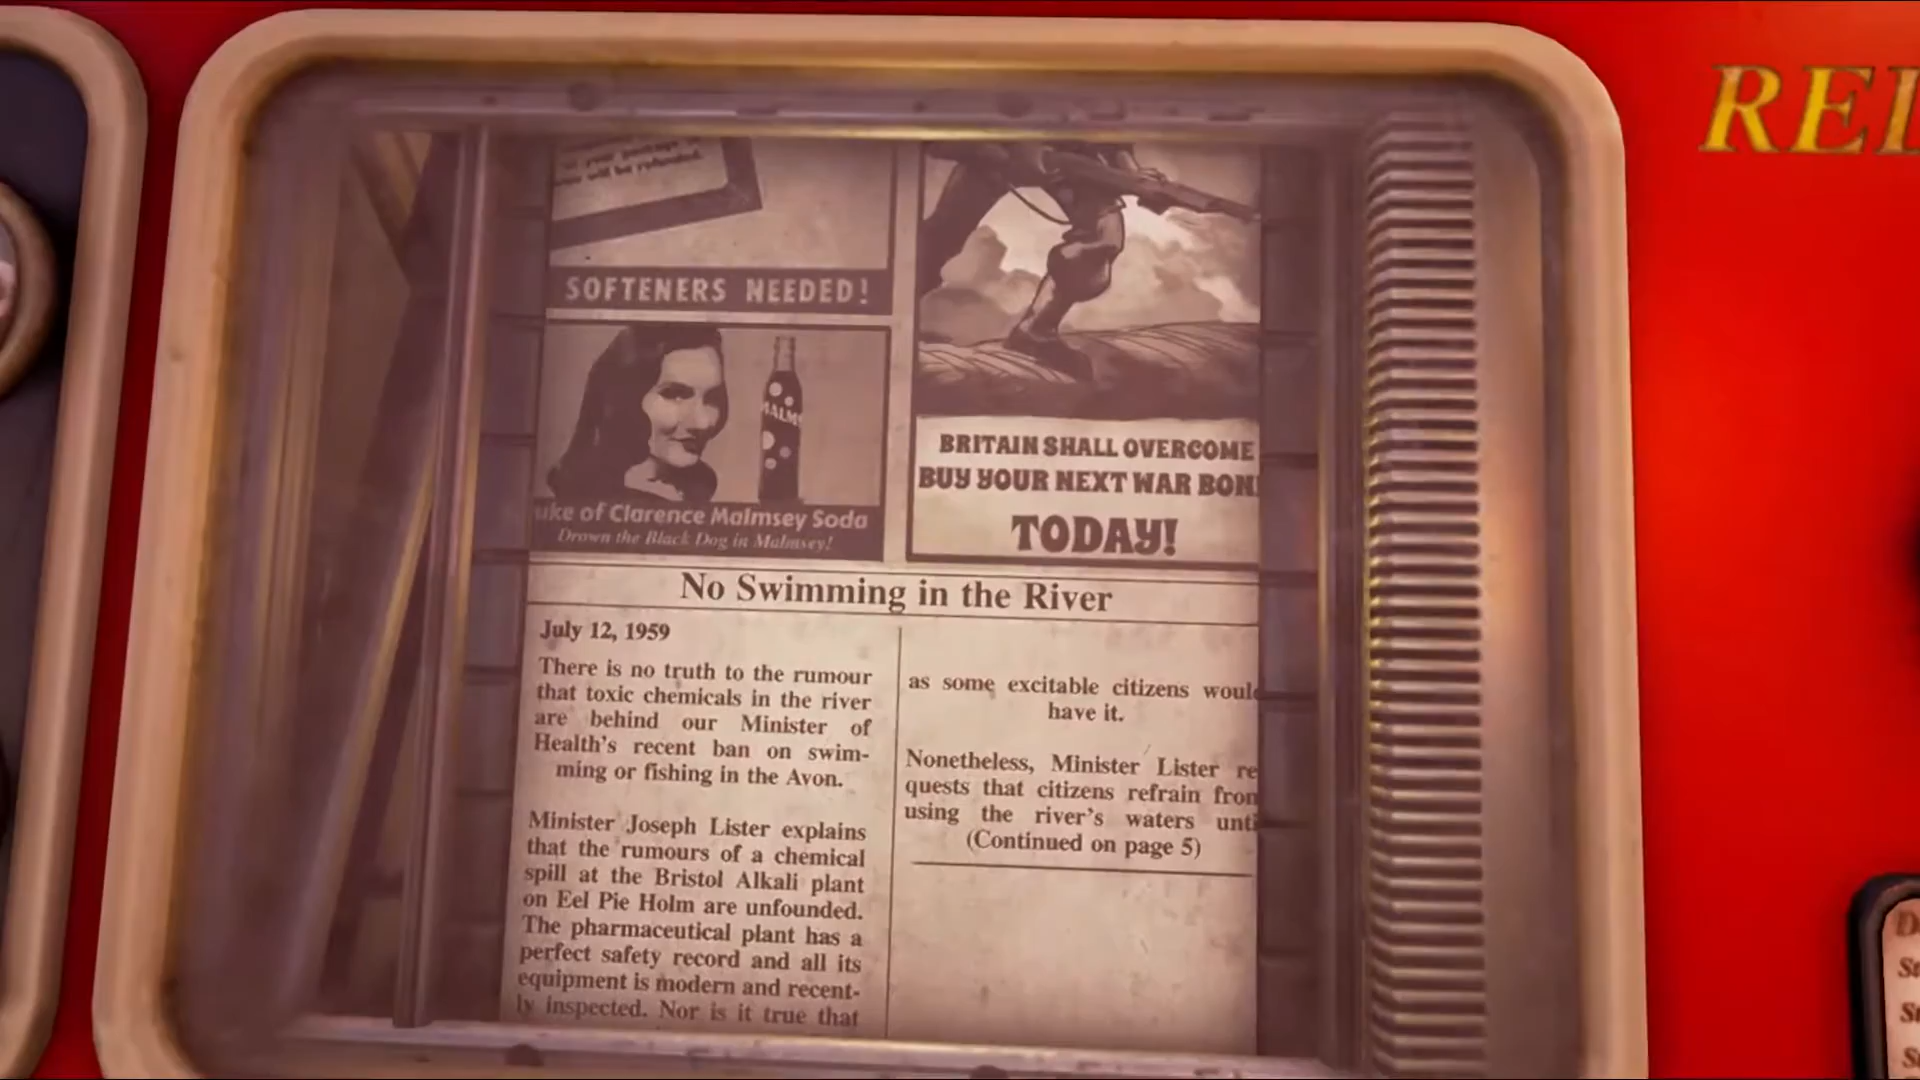 will be refunded.
SOFTENERS NEEDED!
MALM
uke of Clarence Malmsey Soda
Drown the Black Dog in Malmsey!
BRITAIN SHALL OVERCOME
BUY YOUR NEXT WAR BON
TODAY!
No Swimming in the River
July 12, 1959
There is no truth to the rumour
that toxic chemicals in the river
are behind our Minister of
Health's recent ban on swim-
ming or fishing in the Avon.
Minister Joseph Lister explains
that the rumours of a chemical
spill at the Bristol Alkali plant
on Eel Pie Holm are unfounded.
The pharmaceutical plant has a
perfect safety record and all its
equipment is modern and recent-
ly inspected. Nor is it true that
as some excitable citizens woul
have it.
Nonetheless, Minister Lister re
quests that citizens refrain from
using the river's waters unti
(Continued on page 5)
RE